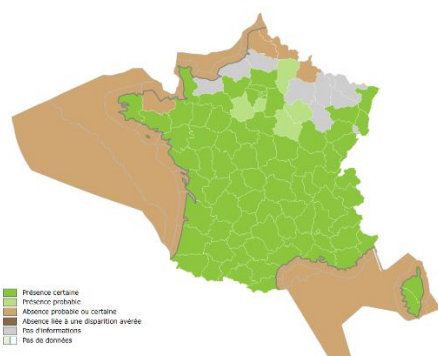 Présence certaine
Présence probable
Absence probable ou certaine
Absence liée à une disparition avérée
Pas d'informations
Pas de données